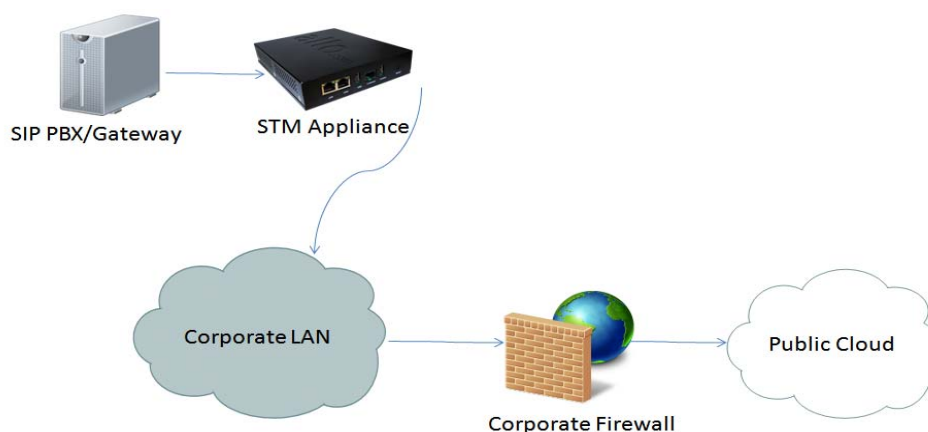 SIP PBX/Gateway
STM Appliance
Corporate LAN
Public Cloud
Corporate Firewall